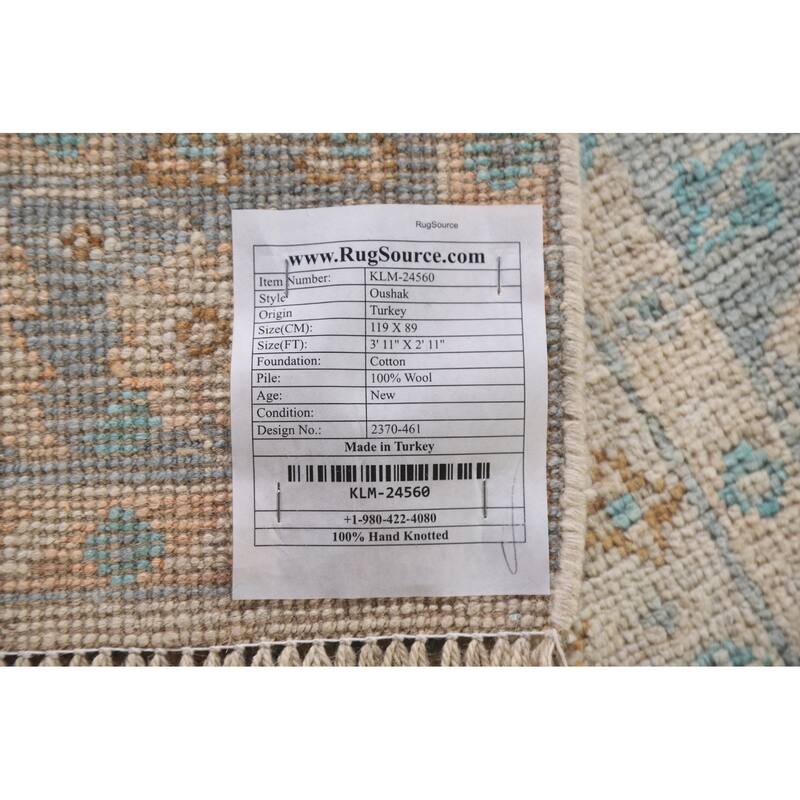 RugSource
www.RugSource.com
Item Number: KLM-24560
Style Oushak
Origin Turkey
Size(CM): 119 X 89
Size(FT): 3' 11" X 2' 11"
Foundation: Cotton
Pile: 100% Wool
Age: New
Condition:
Design No.: 2370-461
Made in Turkey
KLM-24560
+1-980-422-4080
100% Hand Knotted